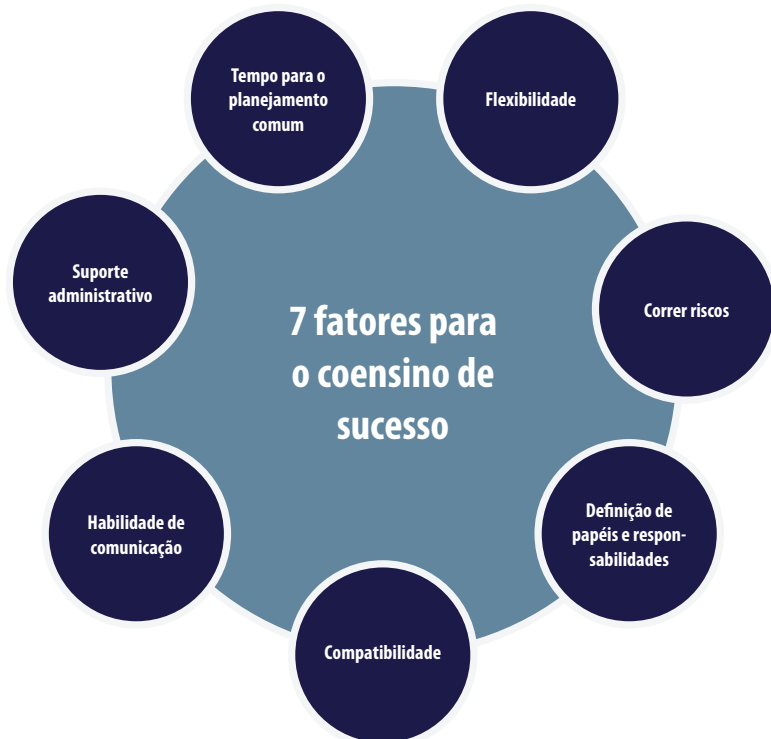 Tempo para o
planejamento
comum
Flexibilidade
Suporte
administrativo
Correr riscos
7 fatores para
o coensino de
sucesso
Habilidade de
comunicação
Definição de
papéis e respon-
sabilidades
Compatibilidade